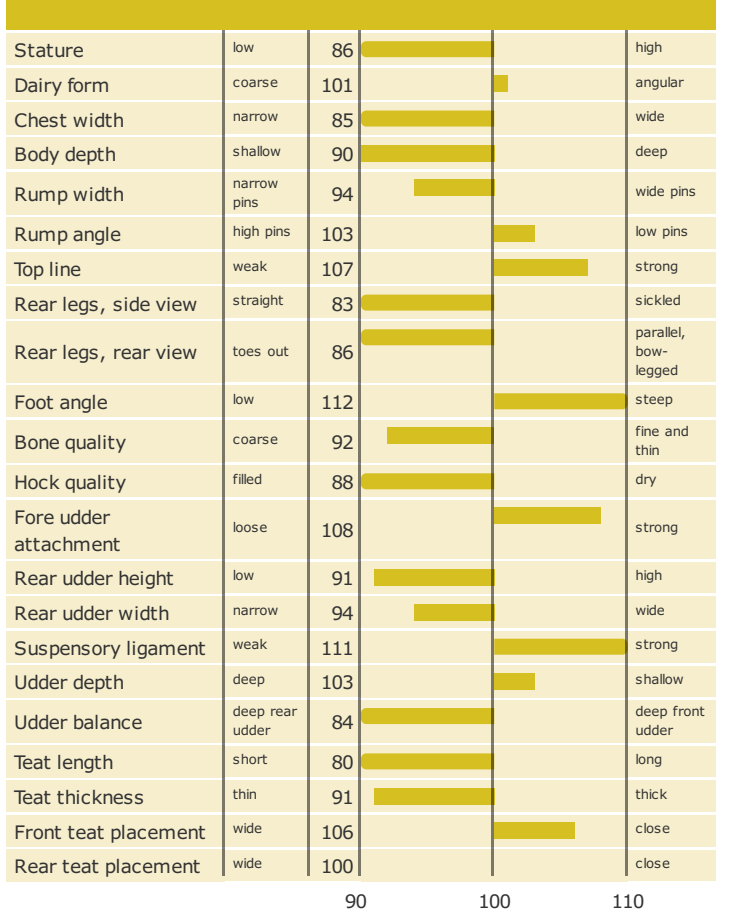 Stature low 86 high
Dairy form coarse 101 angular
Chest width narrow 85 wide
Body depth shallow 90 deep
Rump width narrow pins 94 wide pins
Rump angle high pins 103 low pins
Top line weak 107 strong
Rear legs, side view straight 83 sickled
Rear legs, rear view toes out 86 parallel, bow-legged
Foot angle low 112 steep
Bone quality coarse 92 fine and thin
Hock quality filled 88 dry
Fore udder attachment loose 108 strong
Rear udder height low 91 high
Rear udder width narrow 94 wide
Suspensory ligament weak 111 strong
Udder depth deep 103 shallow
Udder balance deep rear udder 84 deep front udder
Teat length short 80 long
Teat thickness thin 91 thick
Front teat placement wide 106 close
Rear teat placement wide 100 close
90 100 110